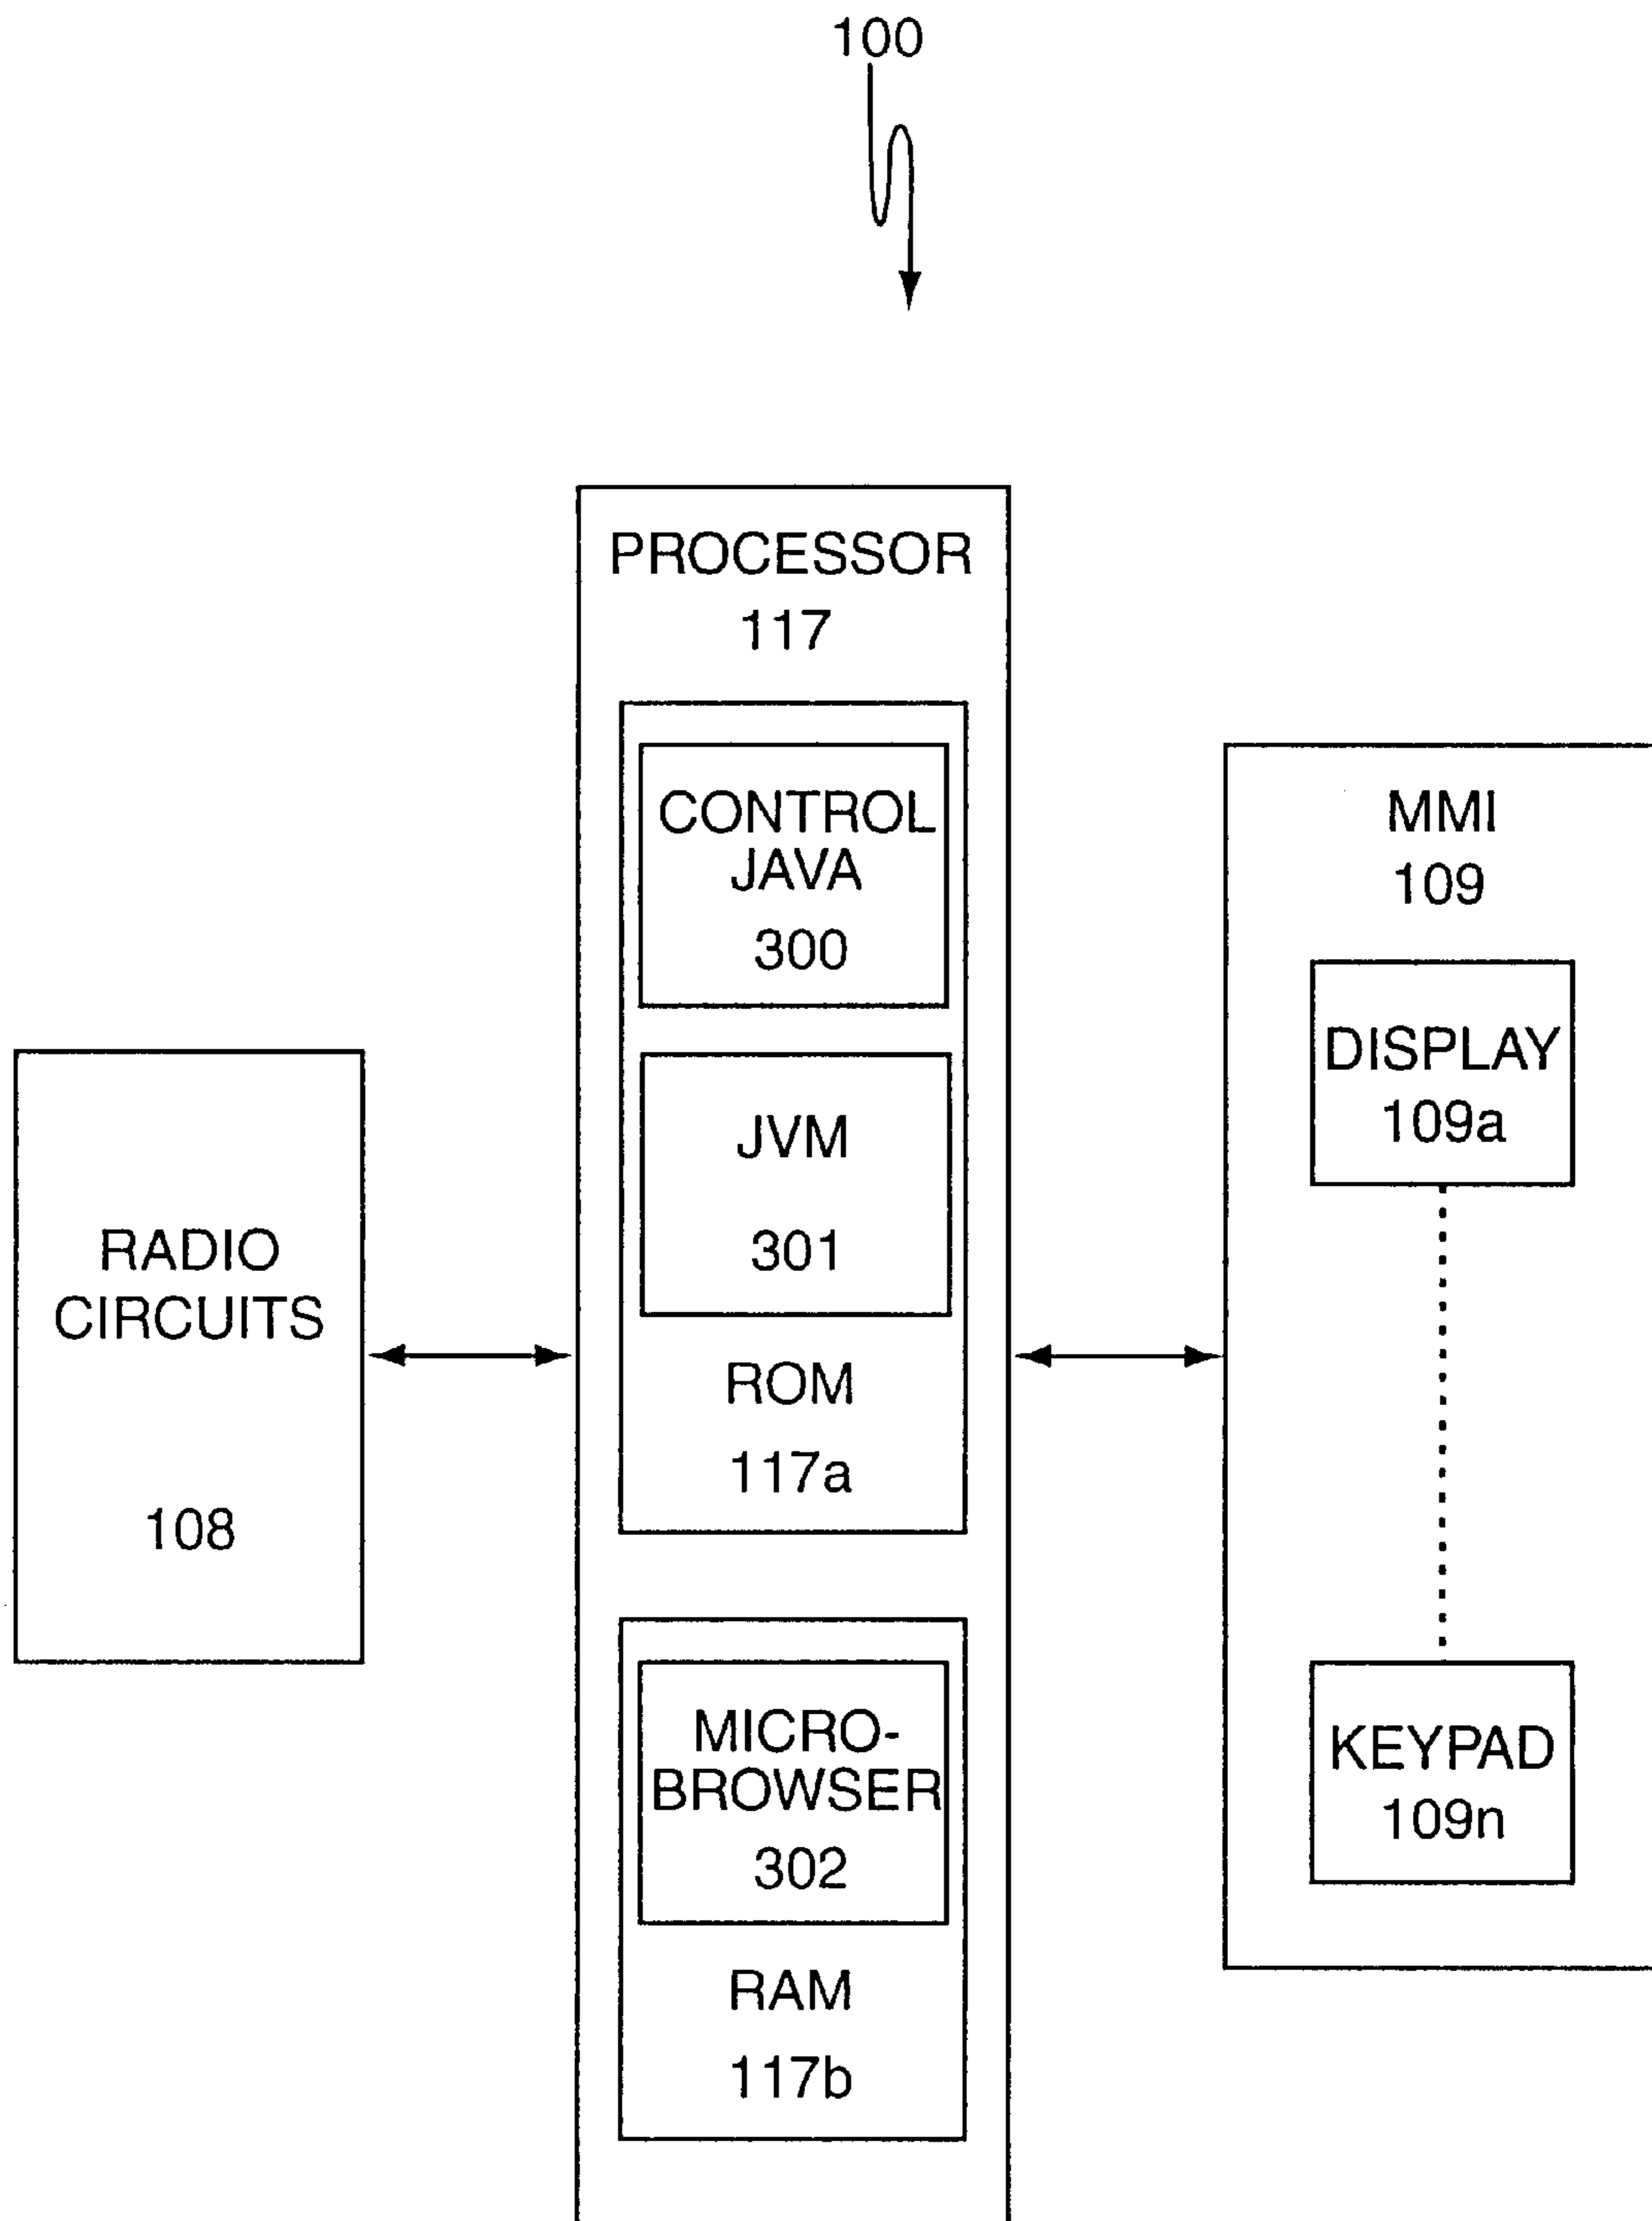 100
PROCESSOR
117
CONTROL
JAVA
300
JVM
301
ROM
117a
MICRO-
BROWSER
302
RAM
117b
RADIO
CIRCUITS
108
MMI
109
DISPLAY
109a
KEYPAD
109n